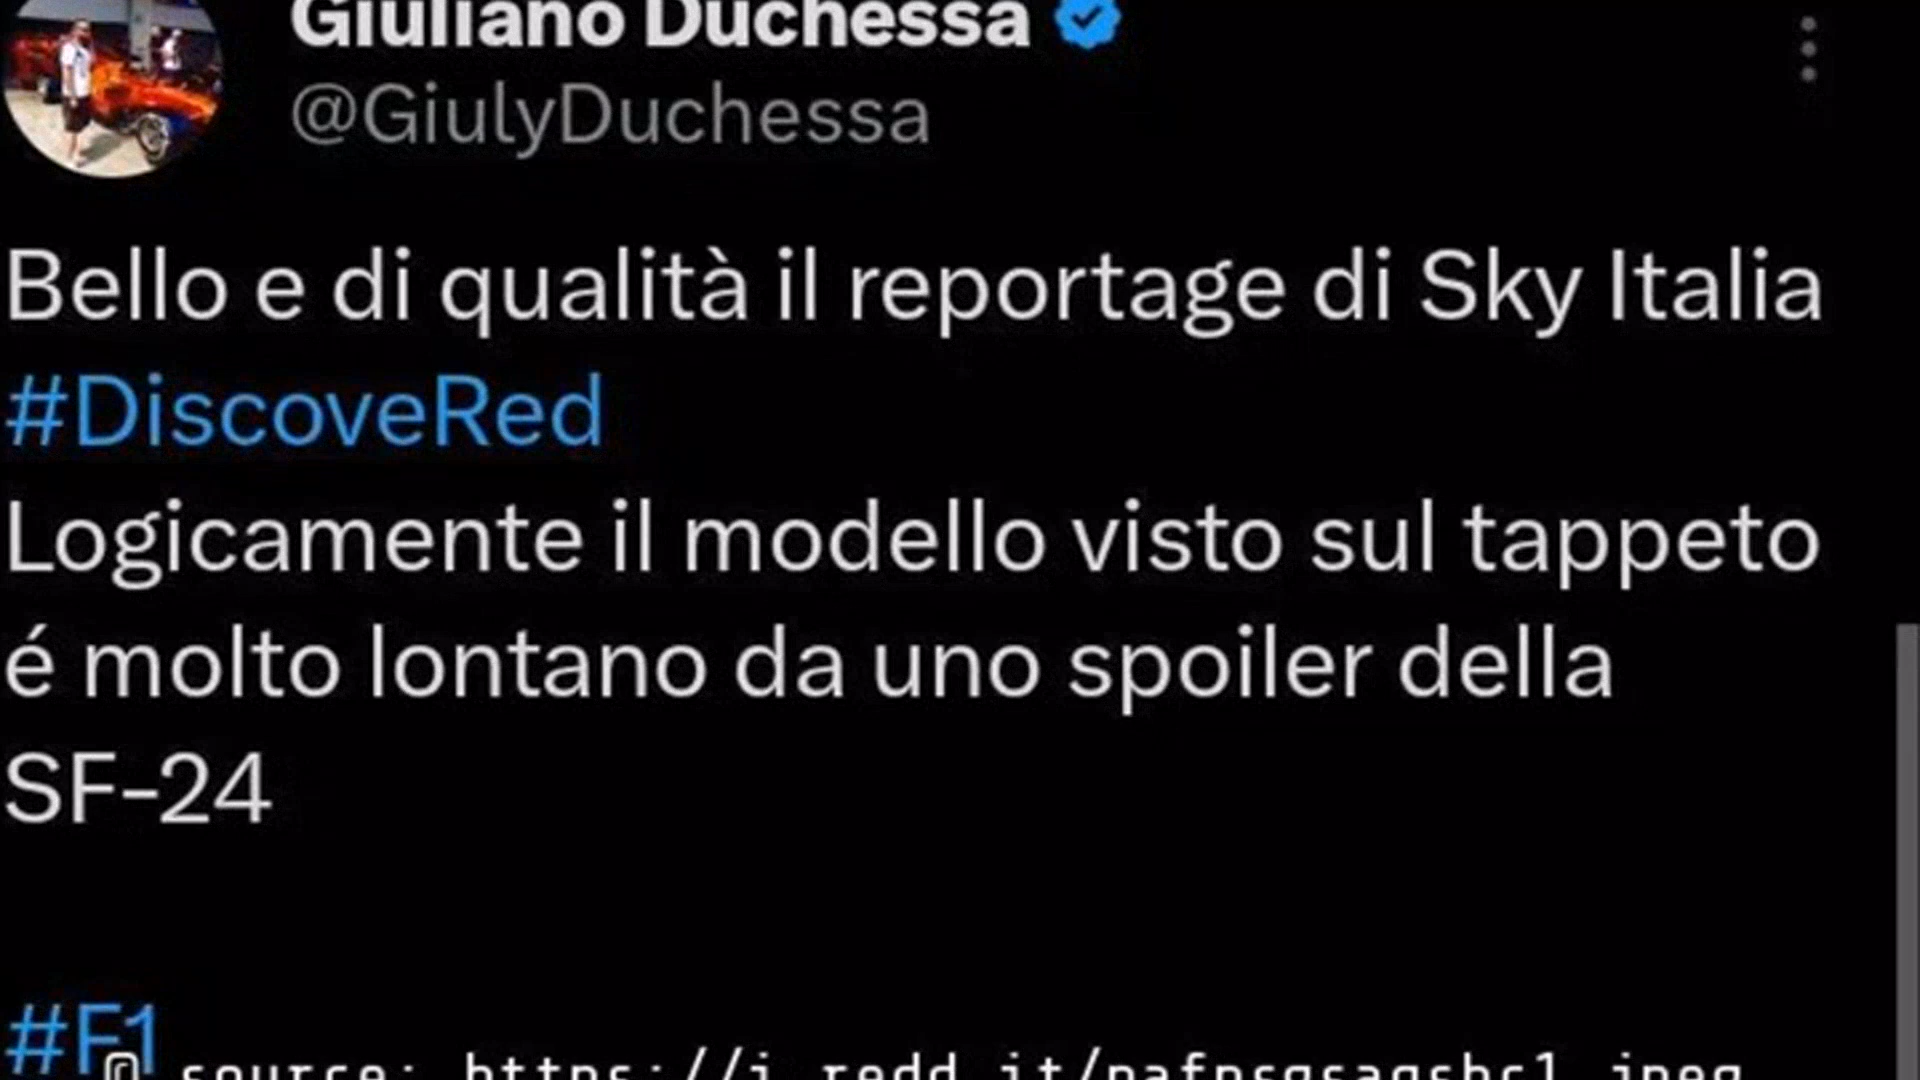 Giuliano Duchessa
@GiulyDuchessa
Bello e di qualità il reportage di Sky Italia
#DiscoveRed
Logicamente il modello visto sul tappeto
é molto lontano da uno spoiler della
SF-24
#F1
source: